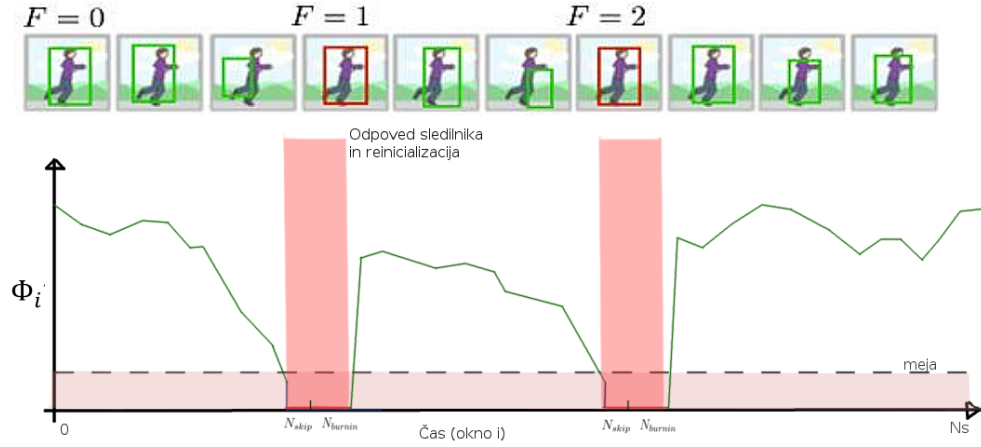 F = 0 F = 1 F = 2
Odpoved sledilnika
in reinicializacija
Φi
meja
0 Nskip Nburnin Čas (okno i) Nskip Nburnin Ns